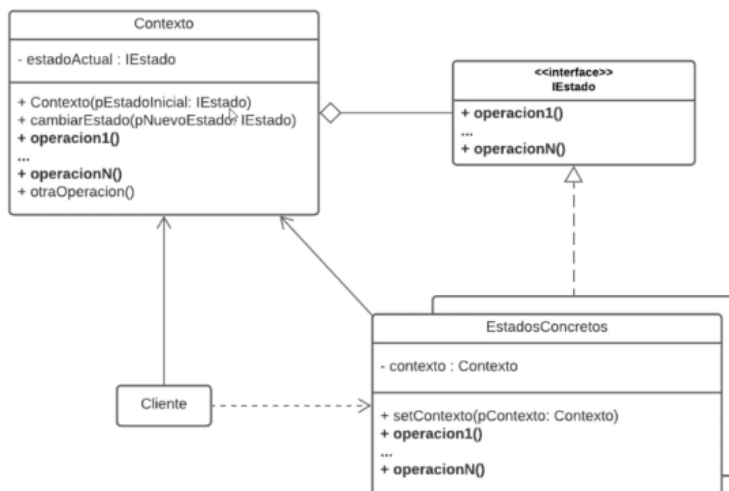 Contexto
- estadoActual : IEstado
+ Contexto(pEstadoInicial: IEstado)
+ cambiarEstado(pNuevoEstado: IEstado)
+ operacion1()
...
+ operacionN()
+ otraOperacion()
<<interface>>
IEstado
+ operacion1()
...
+ operacionN()
EstadosConcretos
- contexto : Contexto
+ setContexto(pContexto: Contexto)
+ operacion1()
...
+ operacionN()
Cliente